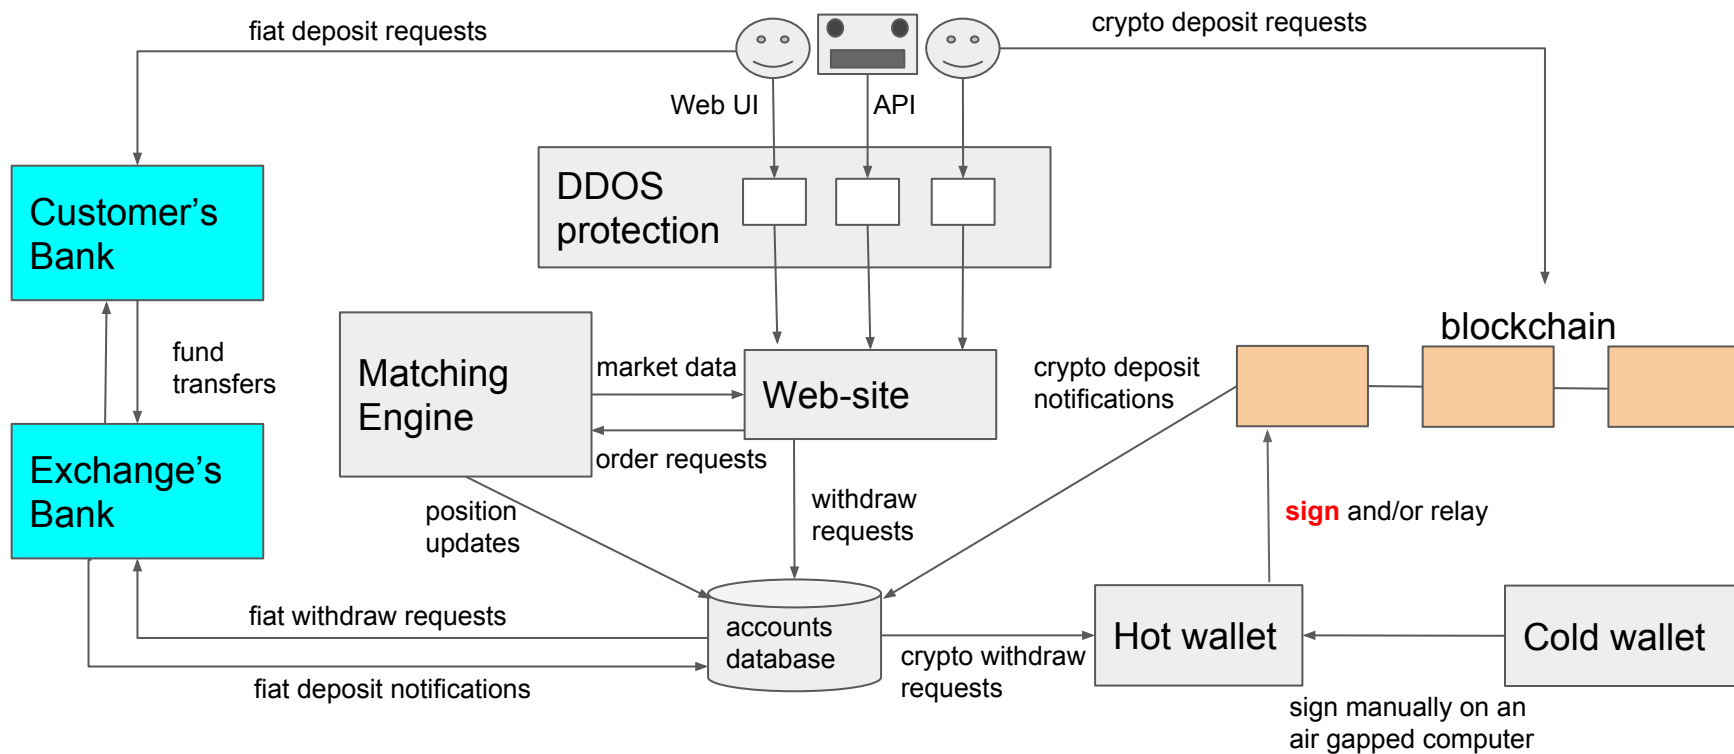 fiat deposit requests
crypto deposit requests
Web UI
API
DDOS
protection
Customer’s
Bank
blockchain
fund
transfers
Matching
Engine
market data
Web-site
order requests
crypto deposit
notifications
Exchange’s
Bank
position
updates
withdraw
requests
sign and/or relay
fiat withdraw requests
accounts
database
crypto withdraw
requests
Hot wallet
Cold wallet
fiat deposit notifications
sign manually on an
air gapped computer